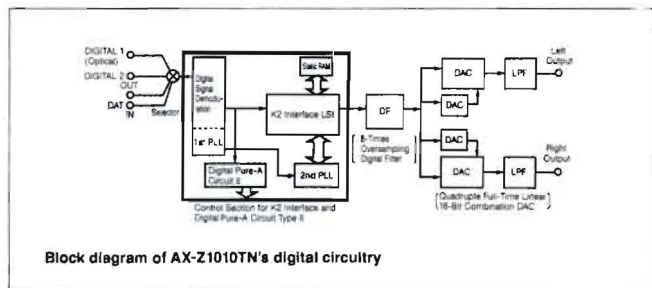 DIGITAL 1
(Optical)
DIGITAL 2
OUT
DAT
IN
Selector
Digital
Signal
Demodulation
1st PLL
Digital Pure-A
Circuit II
Static RAM
K2 Interface LSI
2nd PLL
Control Section for K2 Interface and
Digital Pure-A Circuit Type II
DF
8-Times
Oversampling
Digital Filter
DAC
DAC
LPF
Left
Output
DAC
DAC
LPF
Right
Output
Quadruple Full-Time Linear
16-Bit Combination DAC
Block diagram of AX-Z1010TN's digital circuitry